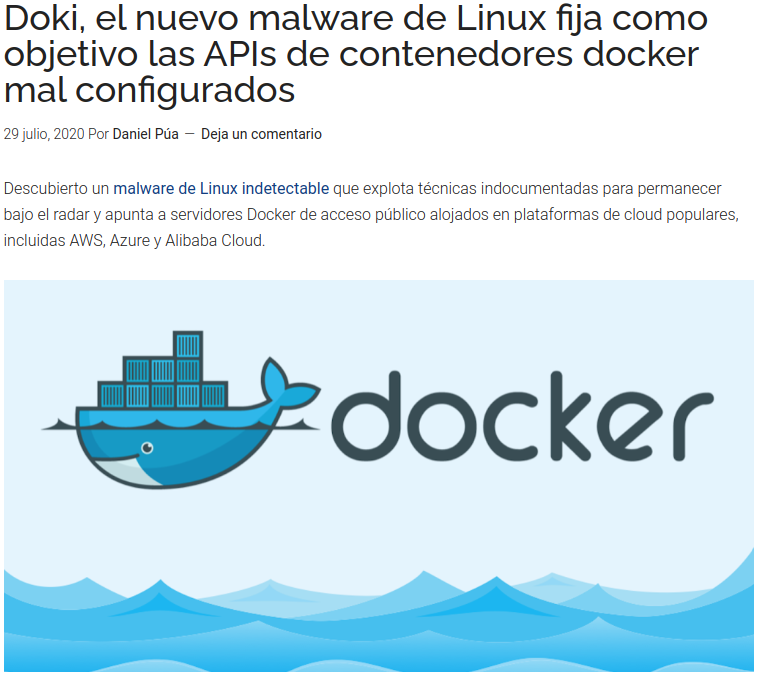 Doki, el nuevo malware de Linux fija como
objetivo las APIs de contenedores docker
mal configurados
29 julio, 2020 Por Daniel Púa — Deja un comentario
Descubierto un malware de Linux indetectable que explota técnicas indocumentadas para permanecer
bajo el radar y apunta a servidores Docker de acceso público alojados en plataformas de cloud populares,
incluidas AWS, Azure y Alibaba Cloud.
docker